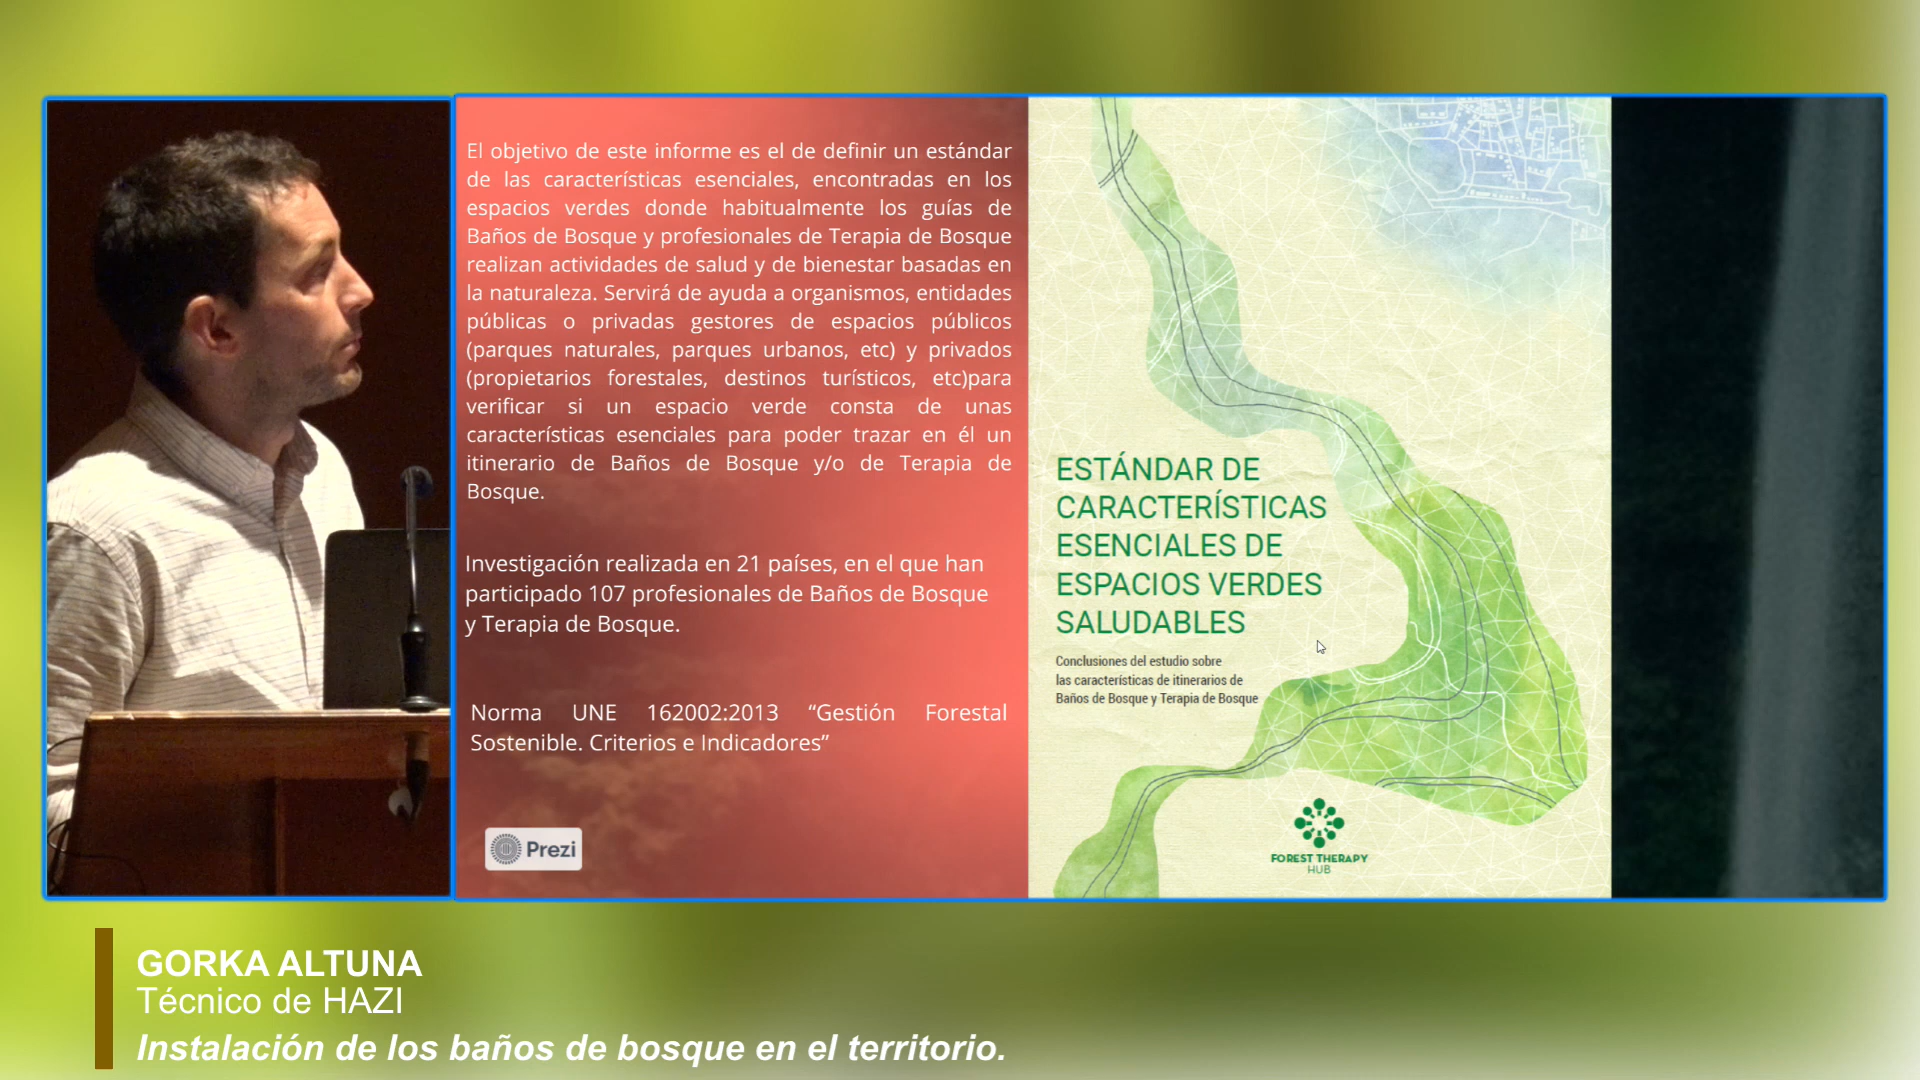 El objetivo de este informe es el de definir un estándar
de las características esenciales, encontradas en los
espacios verdes donde habitualmente los guías de
Baños de Bosque y profesionales de Terapia de Bosque
realizan actividades de salud y de bienestar basadas en
la naturaleza. Servirá de ayuda a organismos, entidades
públicas o privadas gestores de espacios públicos
(parques naturales, parques urbanos, etc) y privados
(propietarios forestales, destinos turísticos, etc)para
verificar si un espacio verde consta de unas
características esenciales para poder trazar en él un
itinerario de Baños de Bosque y/o de Terapia de
Bosque.
Investigación realizada en 21 países, en el que han
participado 107 profesionales de Baños de Bosque
y Terapia de Bosque.
Norma UNE 162002:2013 “Gestión Forestal
Sostenible. Criterios e Indicadores”
Prezi
ESTÁNDAR DE
CARACTERÍSTICAS
ESENCIALES DE
ESPACIOS VERDES
SALUDABLES
Conclusiones del estudio sobre
las características de itinerarios de
Baños de Bosque y Terapia de Bosque
FOREST THERAPY
HUB
GORKA ALTUNA
Técnico de HAZI
Instalación de los baños de bosque en el territorio.